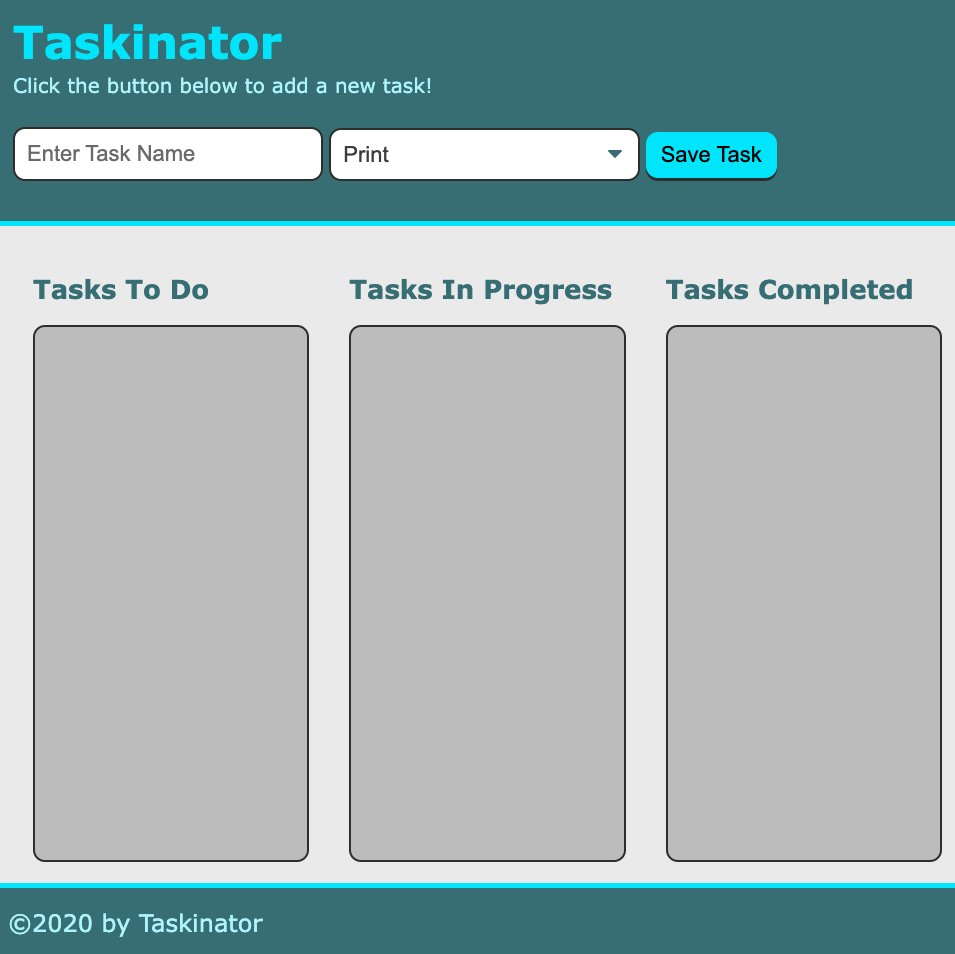 Taskinator
Click the button below to add a new task!
Enter Task Name Print Save Task
Tasks To Do Tasks In Progress Tasks Completed
©2020 by Taskinator